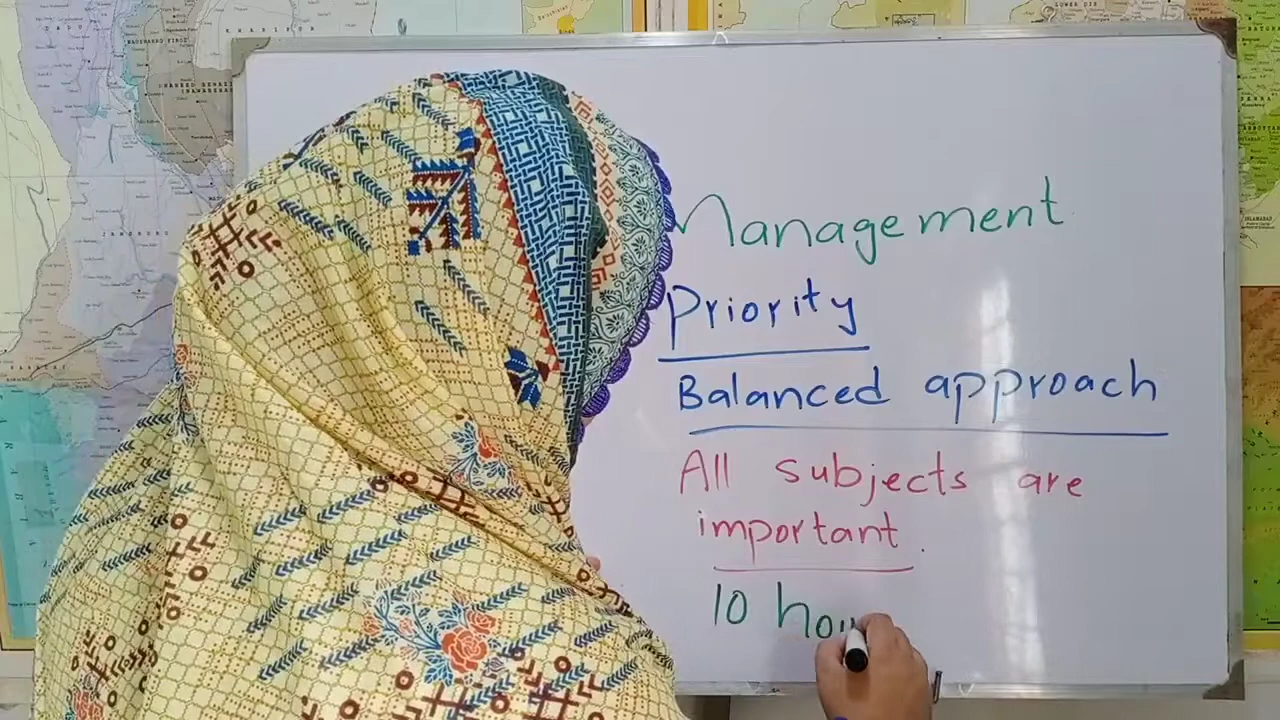 Management
Priority
Balanced approach
All subjects are
important.
10 hou